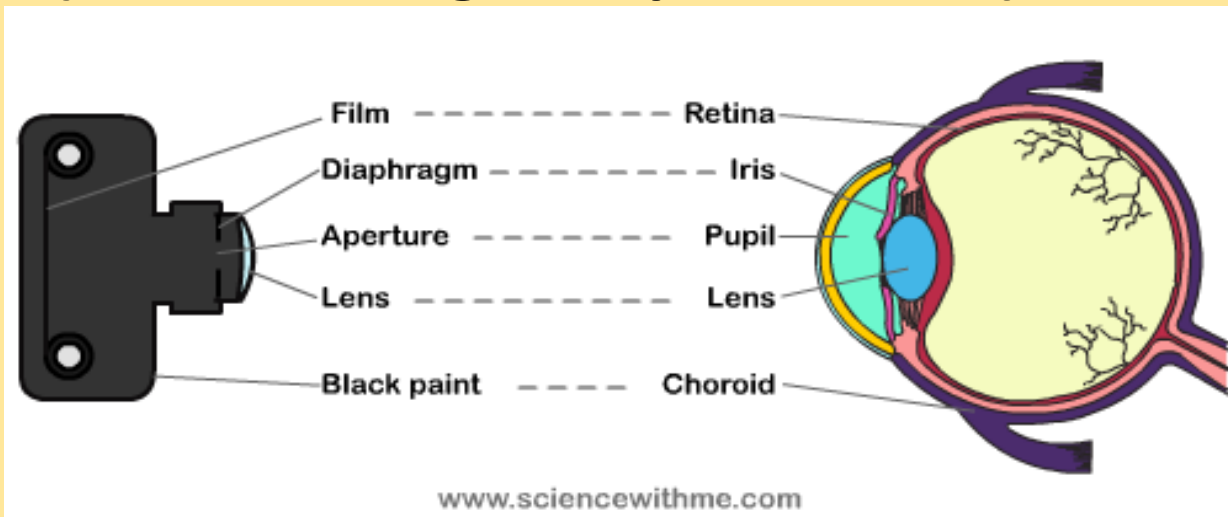 Film Retina
Diaphragm Iris
Aperture Pupil
Lens Lens
Black paint Choroid
www.sciencewithme.com